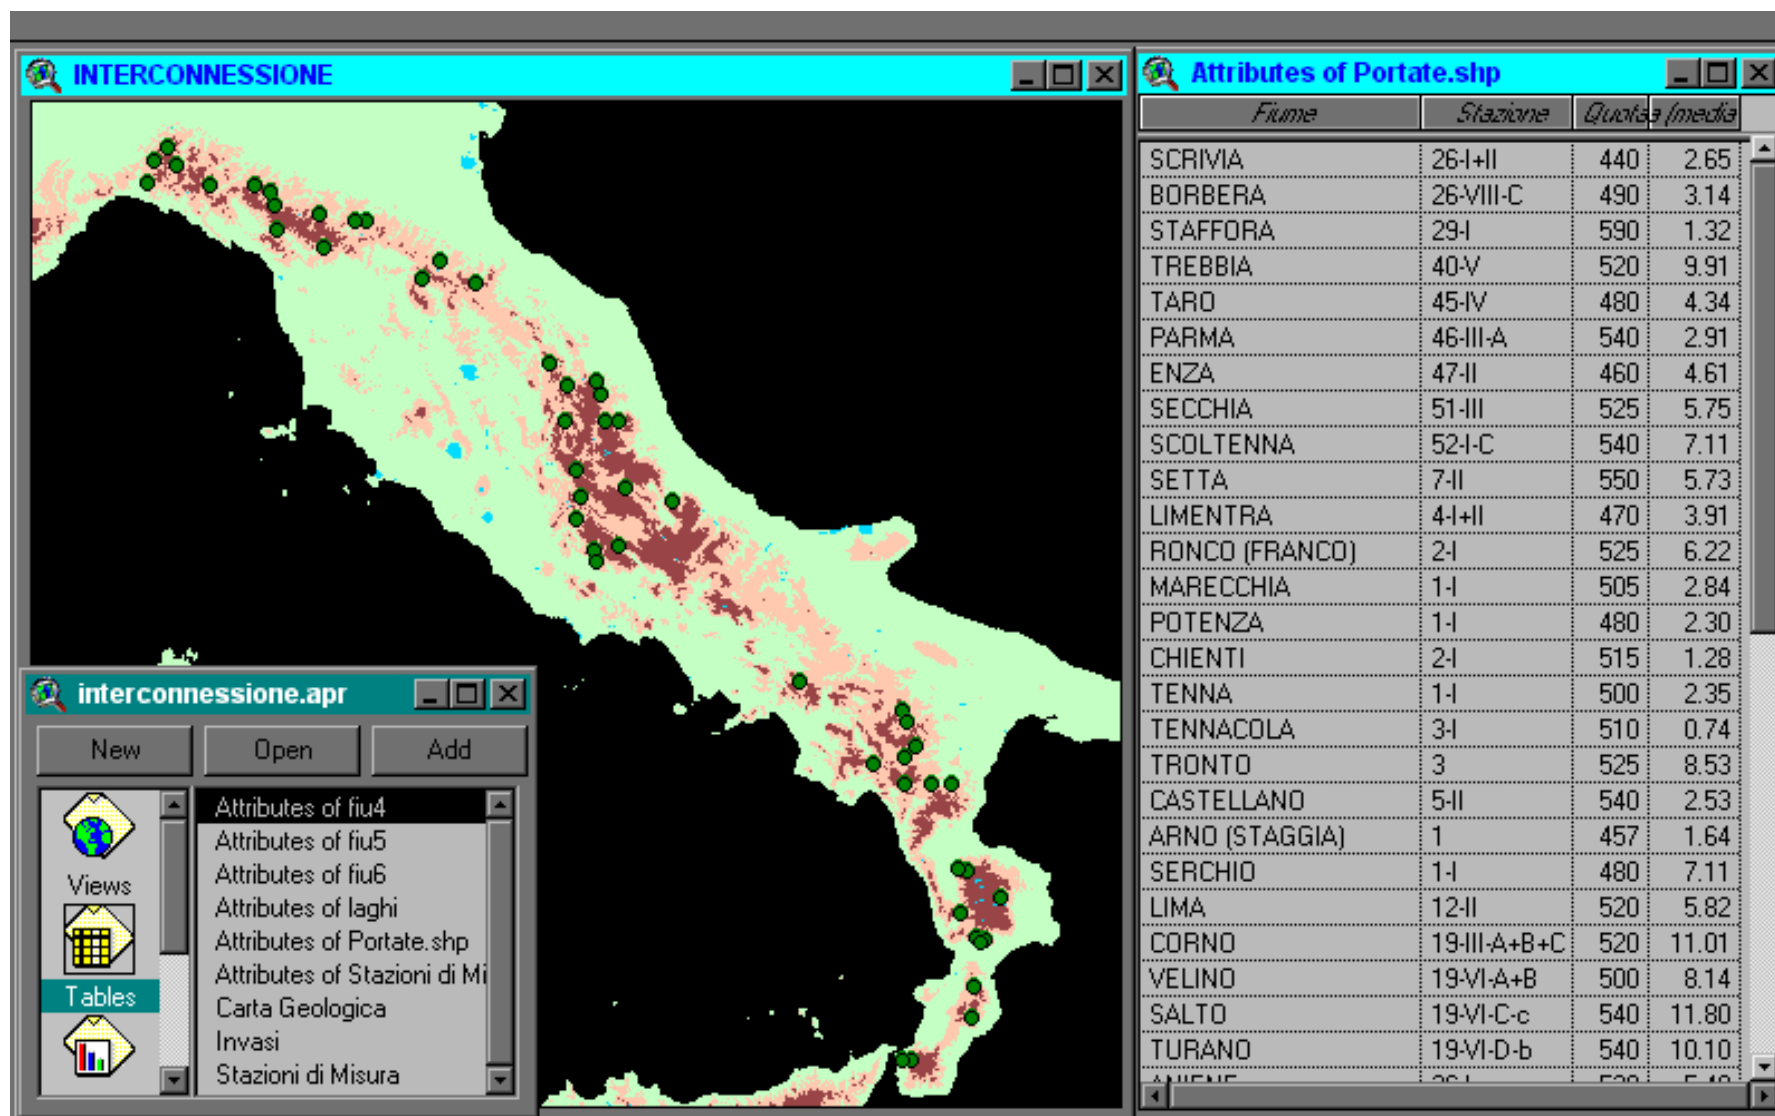 INTERCONNESSIONE
Attributes of Portate.shp
Fiume Stazione Quota (media
SCRIVIA 26-I+II 440 2.65
BORBERA 26-VIII-C 490 3.14
STAFFORA 29-I 590 1.32
TREBBIA 40-V 520 9.91
TARO 45-IV 480 4.34
PARMA 46-III-A 540 2.91
ENZA 47-II 460 4.61
SECCHIA 51-III 525 5.75
SCOLTENNA 52-I-C 540 7.11
SETTA 7-II 550 5.73
LIMENTRA 4-I+II 470 3.91
RONCO (FRANCO) 2-I 525 6.22
MARECCHIA 1-I 505 2.84
POTENZA 1-I 480 2.30
CHIENTI 2-I 515 1.28
TENNA 1-I 500 2.35
TENNACOLA 3-I 510 0.74
TRONTO 3 525 8.53
CASTELLANO 5-II 540 2.53
ARNO (STAGGIA) 1 457 1.64
SERCHIO 1-I 480 7.11
LIMA 12-II 520 5.82
CORNO 19-III-A+B+C 520 11.01
VELINO 19-VI-A+B 500 8.14
SALTO 19-VI-C-c 540 11.80
TURANO 19-VI-D-b 540 10.10
interconnessione.apr
New Open Add
Views
Tables
Attributes of fiu4
Attributes of fiu5
Attributes of fiu6
Attributes of laghi
Attributes of Portate.shp
Attributes of Stazioni di Mi
Carta Geologica
Invasi
Stazioni di Misura